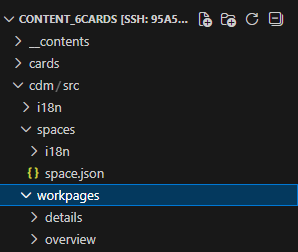 CONTENT_6CARDS [SSH: 95A5...
__contents
cards
cdm / src
i18n
spaces
i18n
{} space.json
workpages
details
overview